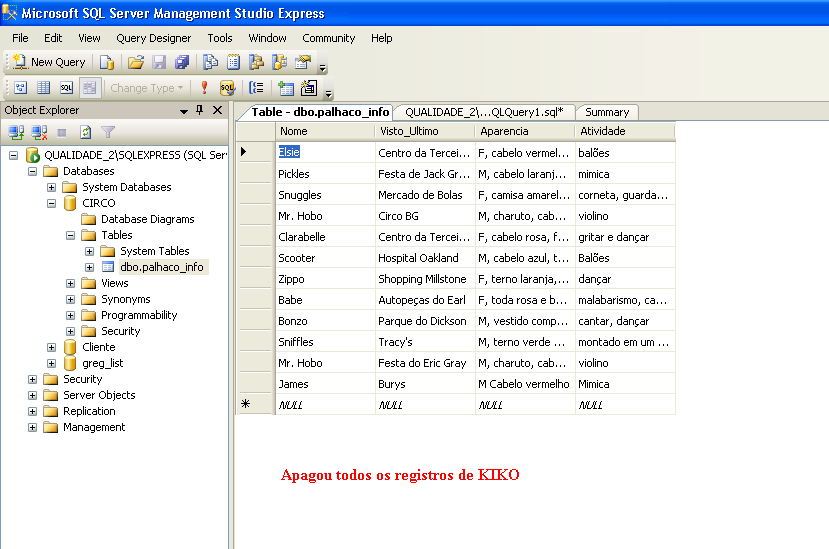 Microsoft SQL Server Management Studio Express
File Edit View Query Designer Tools Window Community Help
New Query
Change Type
Object Explorer
Table - dbo.palhaco_info QUALIDADE_2\...QLQuery1.sql* Summary
QUALIDADE_2\SQLEXPRESS (SQL Ser
Databases
System Databases
CIRCO
Database Diagrams
Tables
System Tables
dbo.palhaco_info
Views
Synonyms
Programmability
Security
Cliente
greg_list
Security
Server Objects
Replication
Management
Nome Visto_Ultimo Aparencia Atividade
Elsie Centro da Tercei... F, cabelo vermel... balões
Pickles Festa de Jack Gr... M, cabelo laranj... mimica
Snuggles Mercado de Bolas F, camisa amarel... corneta, guarda...
Mr. Hobo Circo BG M, charuto, cab... violino
Clarabelle Centro da Tercei... F, cabelo rosa, f... gritar e dançar
Scooter Hospital Oakland M, cabelo azul, t... Balões
Zippo Shopping Millstone F, terno laranja,... dançar
Babe Autopeças do Earl F, toda rosa e b... malabarismo, ca...
Bonzo Parque do Dickson M, vestido comp... cantar, dançar
Sniffles Tracy's M, terno verde ... montado em um ...
Mr. Hobo Festa do Eric Gray M, charuto, cab... violino
James Burys M Cabelo vermelho Mimica
NULL NULL NULL NULL
Apagou todos os registros de KIKO